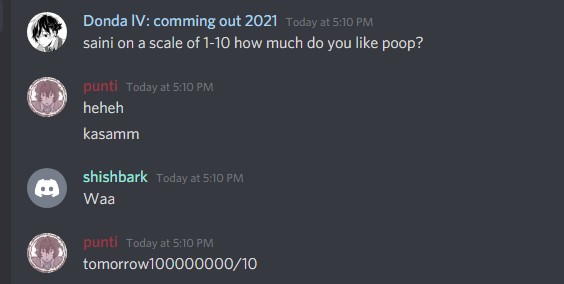 Donda IV: comming out 2021 Today at 5:10 PM
saini on a scale of 1-10 how much do you like poop?
punti Today at 5:10 PM
heheh
kasamm
shishbark Today at 5:10 PM
Waa
punti Today at 5:10 PM
tomorrow100000000/10